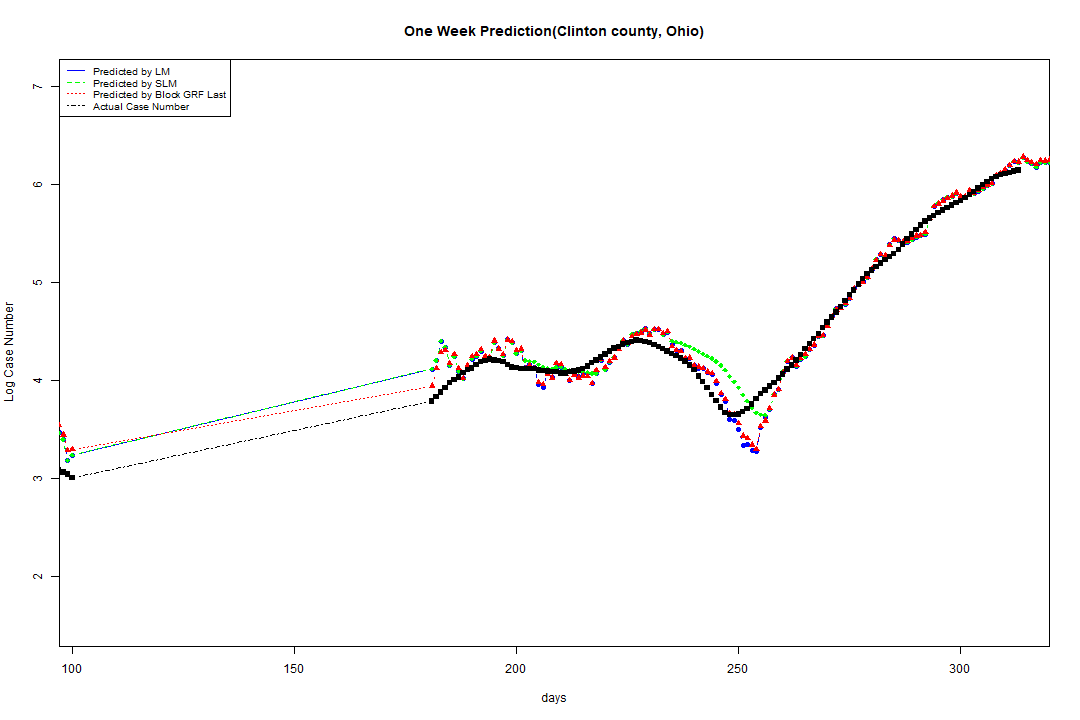 One Week Prediction(Clinton county, Ohio)
Predicted by LM
Predicted by SLM
Predicted by Block GRF Last
Actual Case Number
7
6
5
4
3
2
Log Case Number
100 150 200 250 300
days